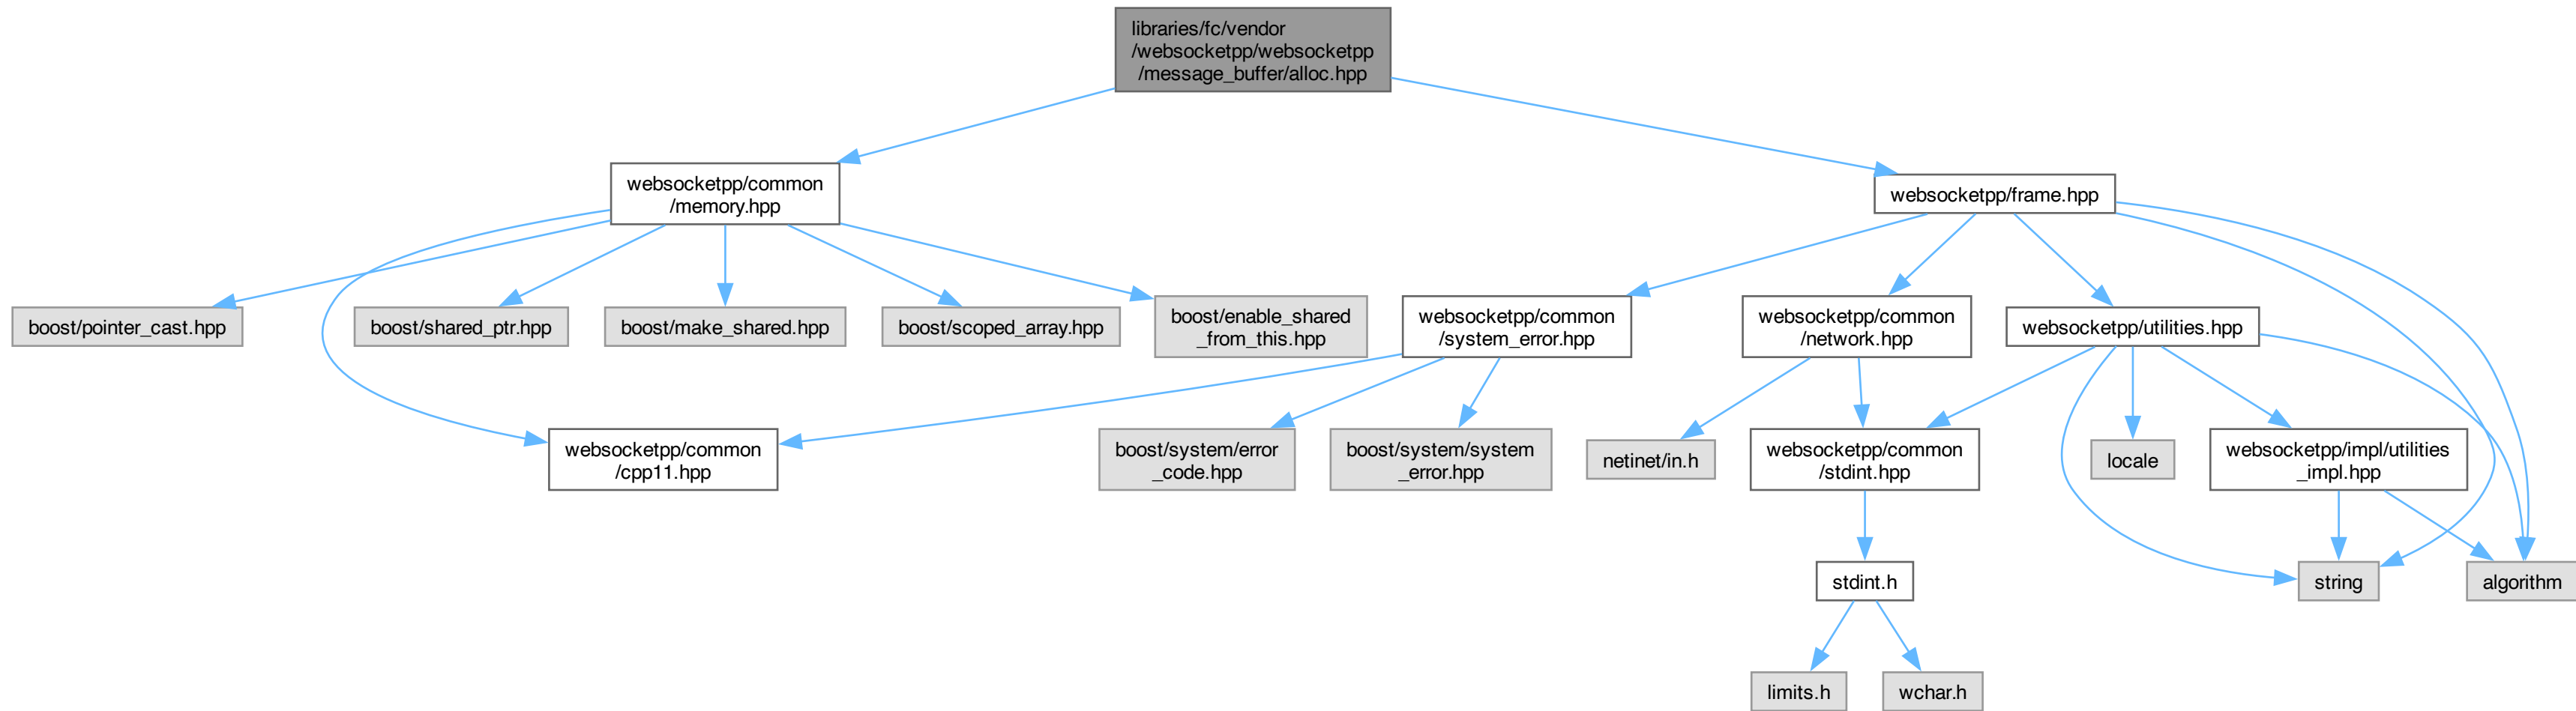 libraries/fc/vendor
/websocketpp/websocketpp
/message_buffer/alloc.hpp
websocketpp/common
/memory.hpp
websocketpp/frame.hpp
boost/pointer_cast.hpp
boost/shared_ptr.hpp
boost/make_shared.hpp
boost/scoped_array.hpp
boost/enable_shared
_from_this.hpp
websocketpp/common
/system_error.hpp
websocketpp/common
/network.hpp
websocketpp/utilities.hpp
websocketpp/common
/cpp11.hpp
boost/system/error
_code.hpp
boost/system/system
_error.hpp
netinet/in.h
websocketpp/common
/stdint.hpp
locale
websocketpp/impl/utilities
_impl.hpp
stdint.h
string
algorithm
limits.h
wchar.h